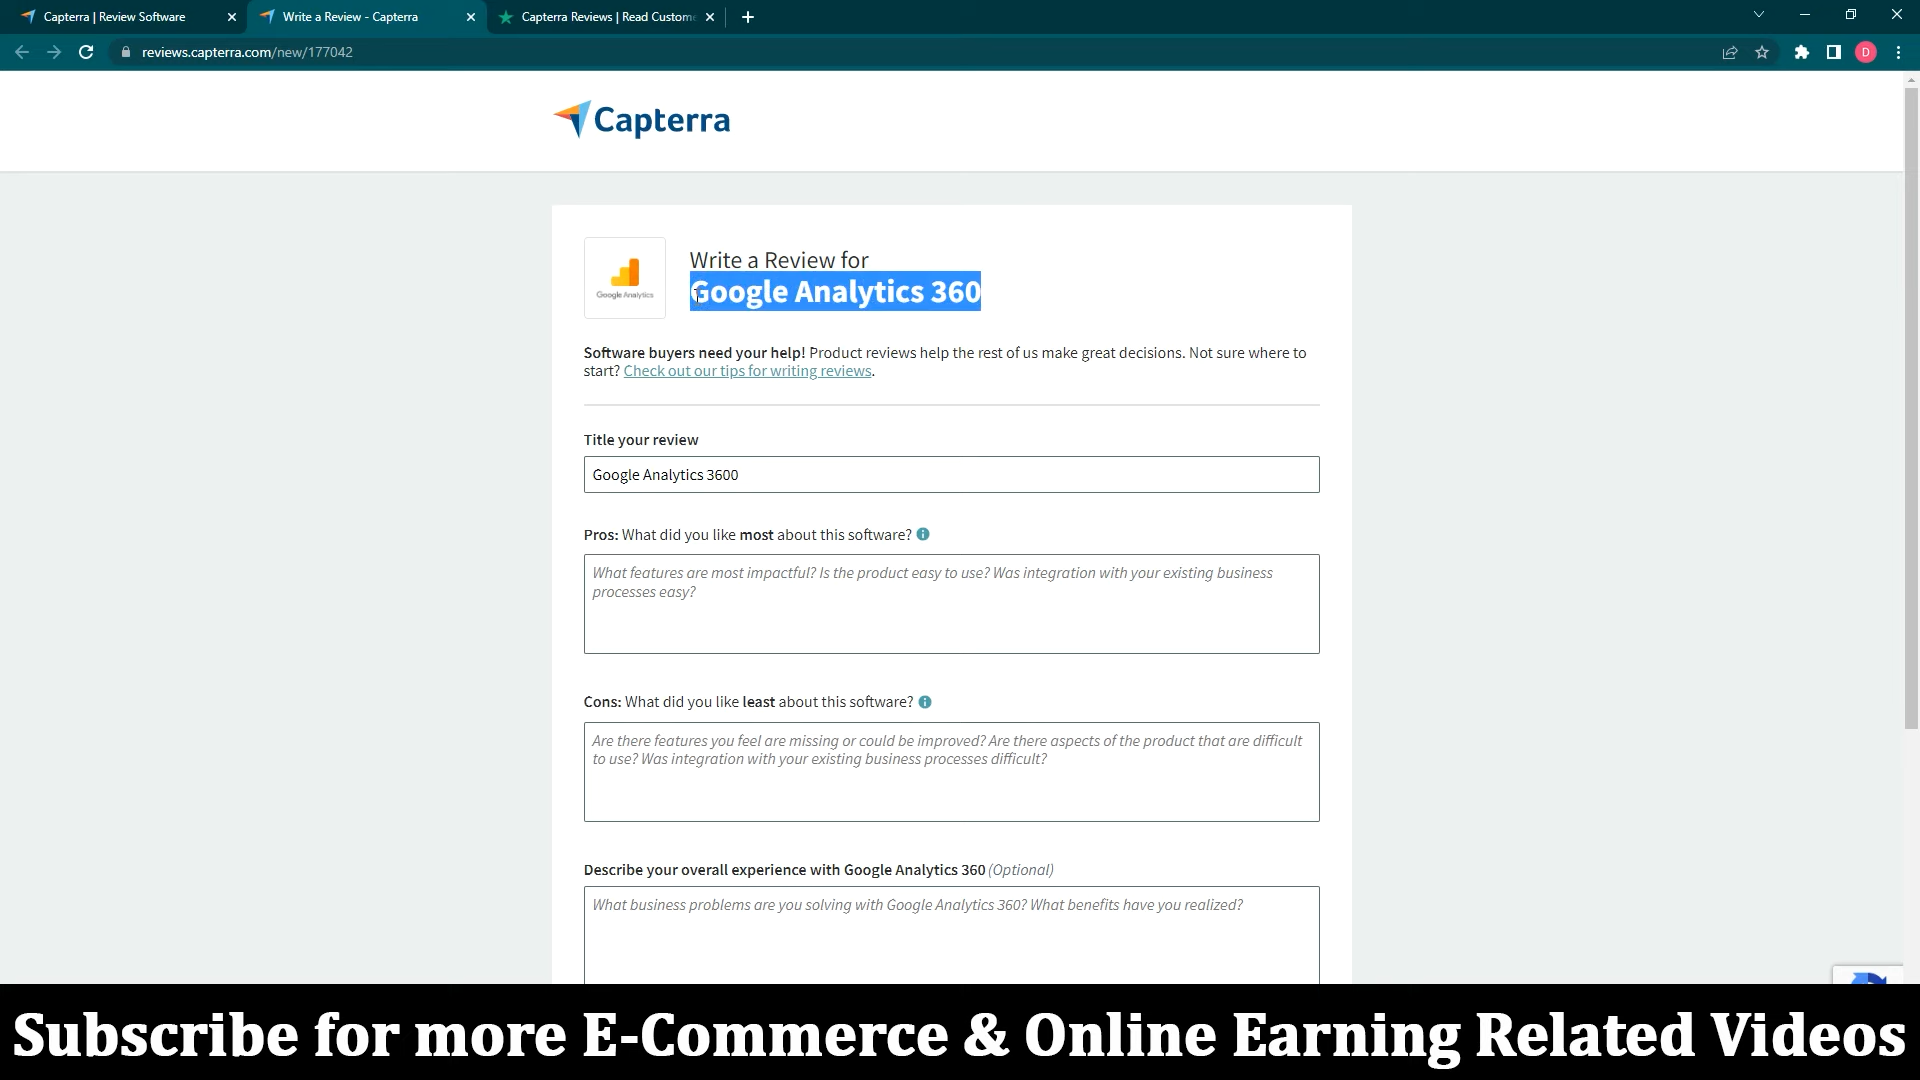 Capterra | Review Software
Write a Review - Capterra
Capterra Reviews | Read Custome
reviews.capterra.com/new/177042
D
Capterra
Google Analytics
Write a Review for
Google Analytics 360
Software buyers need your help! Product reviews help the rest of us make great decisions. Not sure where to
start? Check out our tips for writing reviews.
Title your review
Google Analytics 3600
Pros: What did you like most about this software?
What features are most impactful? Is the product easy to use? Was integration with your existing business
processes easy?
Cons: What did you like least about this software?
Are there features you feel are missing or could be improved? Are there aspects of the product that are difficult
to use? Was integration with your existing business processes difficult?
Describe your overall experience with Google Analytics 360 (Optional)
What business problems are you solving with Google Analytics 360? What benefits have you realized?
Subscribe for more E-Commerce & Online Earning Related Videos